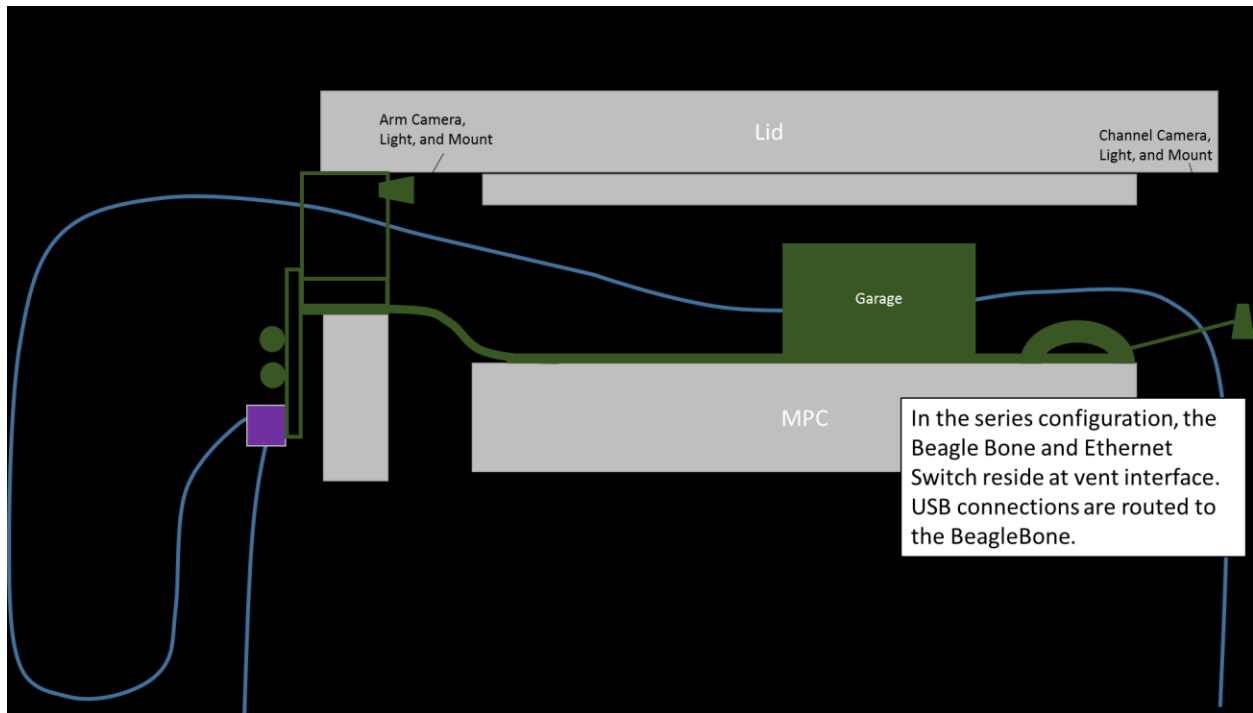 Arm Camera,
Light, and Mount
Lid
Channel Camera,
Light, and Mount
Garage
MPC
In the series configuration, the
Beagle Bone and Ethernet
Switch reside at vent interface.
USB connections are routed to
the BeagleBone.